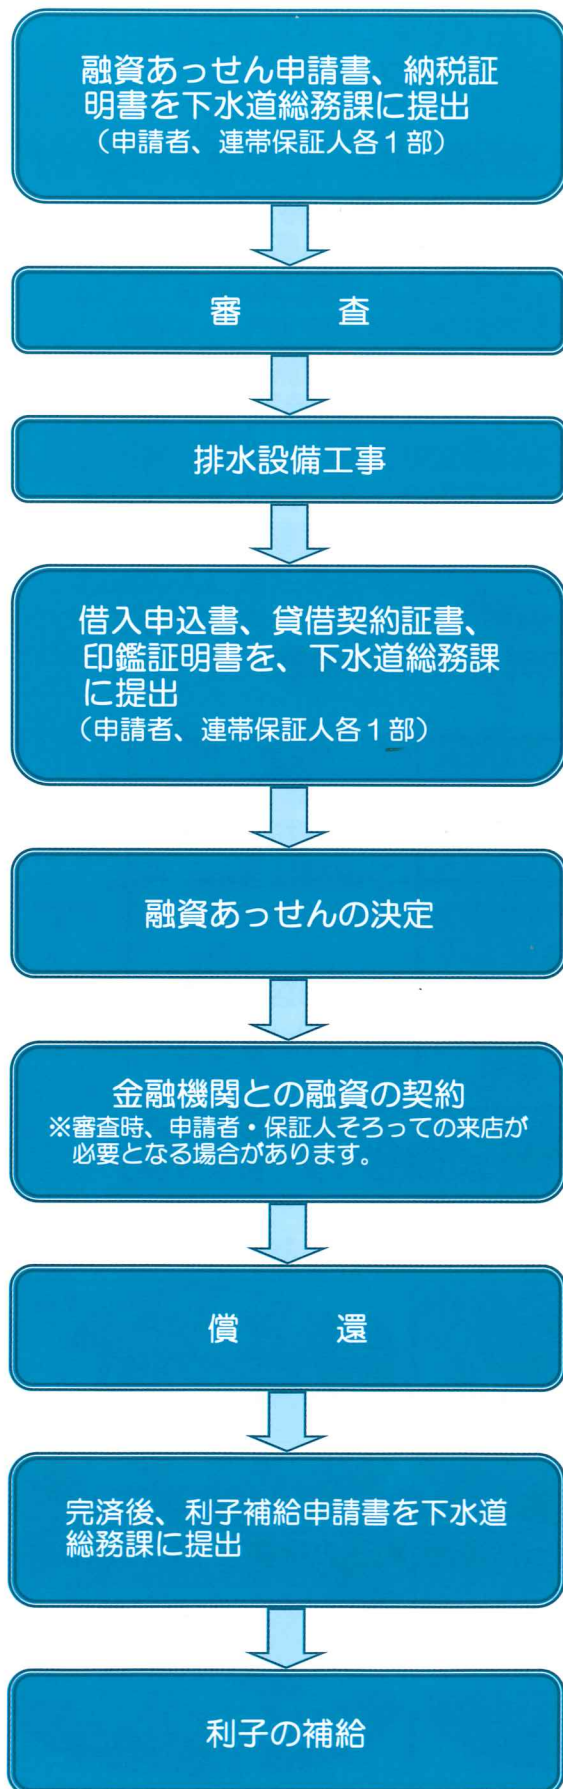 融資あっせん申請書、納税証
明書を下水道総務課に提出
（申請者、連帯保証人各１部）
審　　　査
排水設備工事
借入申込書、貸借契約証書、
印鑑証明書を、下水道総務課
に提出
（申請者、連帯保証人各１部）
融資あっせんの決定
金融機関との融資の契約
※審査時、申請者・保証人そろっての来店が
必要となる場合があります。
償　　　還
完済後、利子補給申請書を下水道
総務課に提出
利子の補給